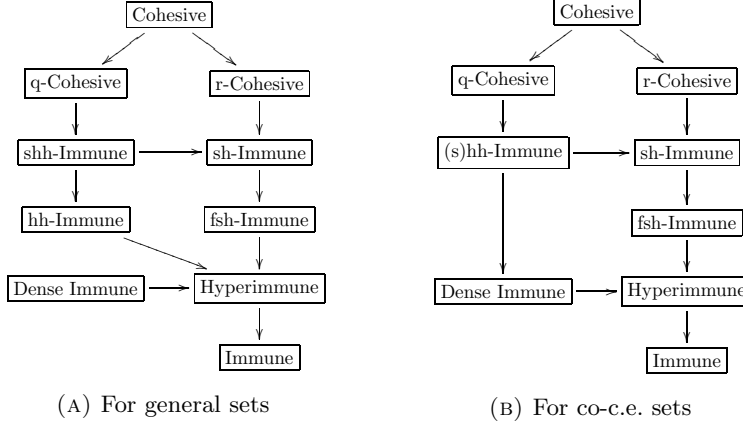 Cohesive
q-Cohesive
r-Cohesive
shh-Immune
sh-Immune
hh-Immune
fsh-Immune
Dense Immune
Hyperimmune
Immune
(A) For general sets
Cohesive
q-Cohesive
r-Cohesive
(s)hh-Immune
sh-Immune
fsh-Immune
Dense Immune
Hyperimmune
Immune
(B) For co-c.e. sets